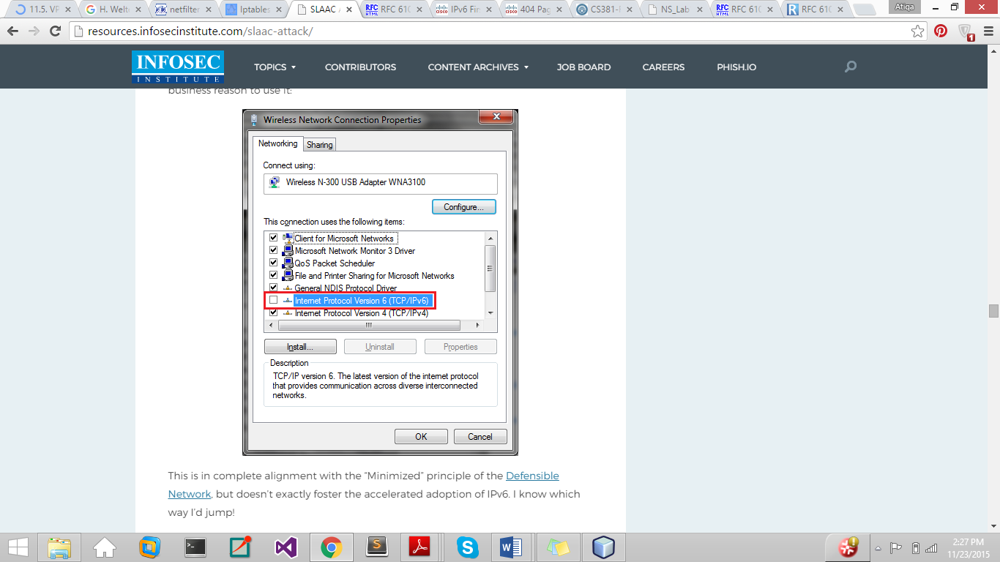 11.5. VP
H. Welte
netfilter
Iptables
SLAAC A
RFC 610
IPv6 Firs
404 Pag
CS381-
NS_Lab
RFC 610
RFC 610
Atiqa
resources.infosecinstitute.com/slaac-attack/
1
INFOSEC
INSTITUTE
TOPICS
CONTRIBUTORS
CONTENT ARCHIVES
JOB BOARD
CAREERS
PHISH.IO
business reason to use it:
Wireless Network Connection Properties
Networking
Sharing
Connect using:
Wireless N-300 USB Adapter WNA3100
Configure...
This connection uses the following items:
Client for Microsoft Networks
Microsoft Network Monitor 3 Driver
QoS Packet Scheduler
File and Printer Sharing for Microsoft Networks
General NDIS Protocol Driver
Internet Protocol Version 6 (TCP/IPv6)
Internet Protocol Version 4 (TCP/IPv4)
Install...
Uninstall
Properties
Description
TCP/IP version 6. The latest version of the internet protocol
that provides communication across diverse interconnected
networks.
OK
Cancel
This is in complete alignment with the “Minimized” principle of the Defensible
Network, but doesn’t exactly foster the accelerated adoption of IPv6. I know which
way I’d jump!
2:27 PM
11/23/2015